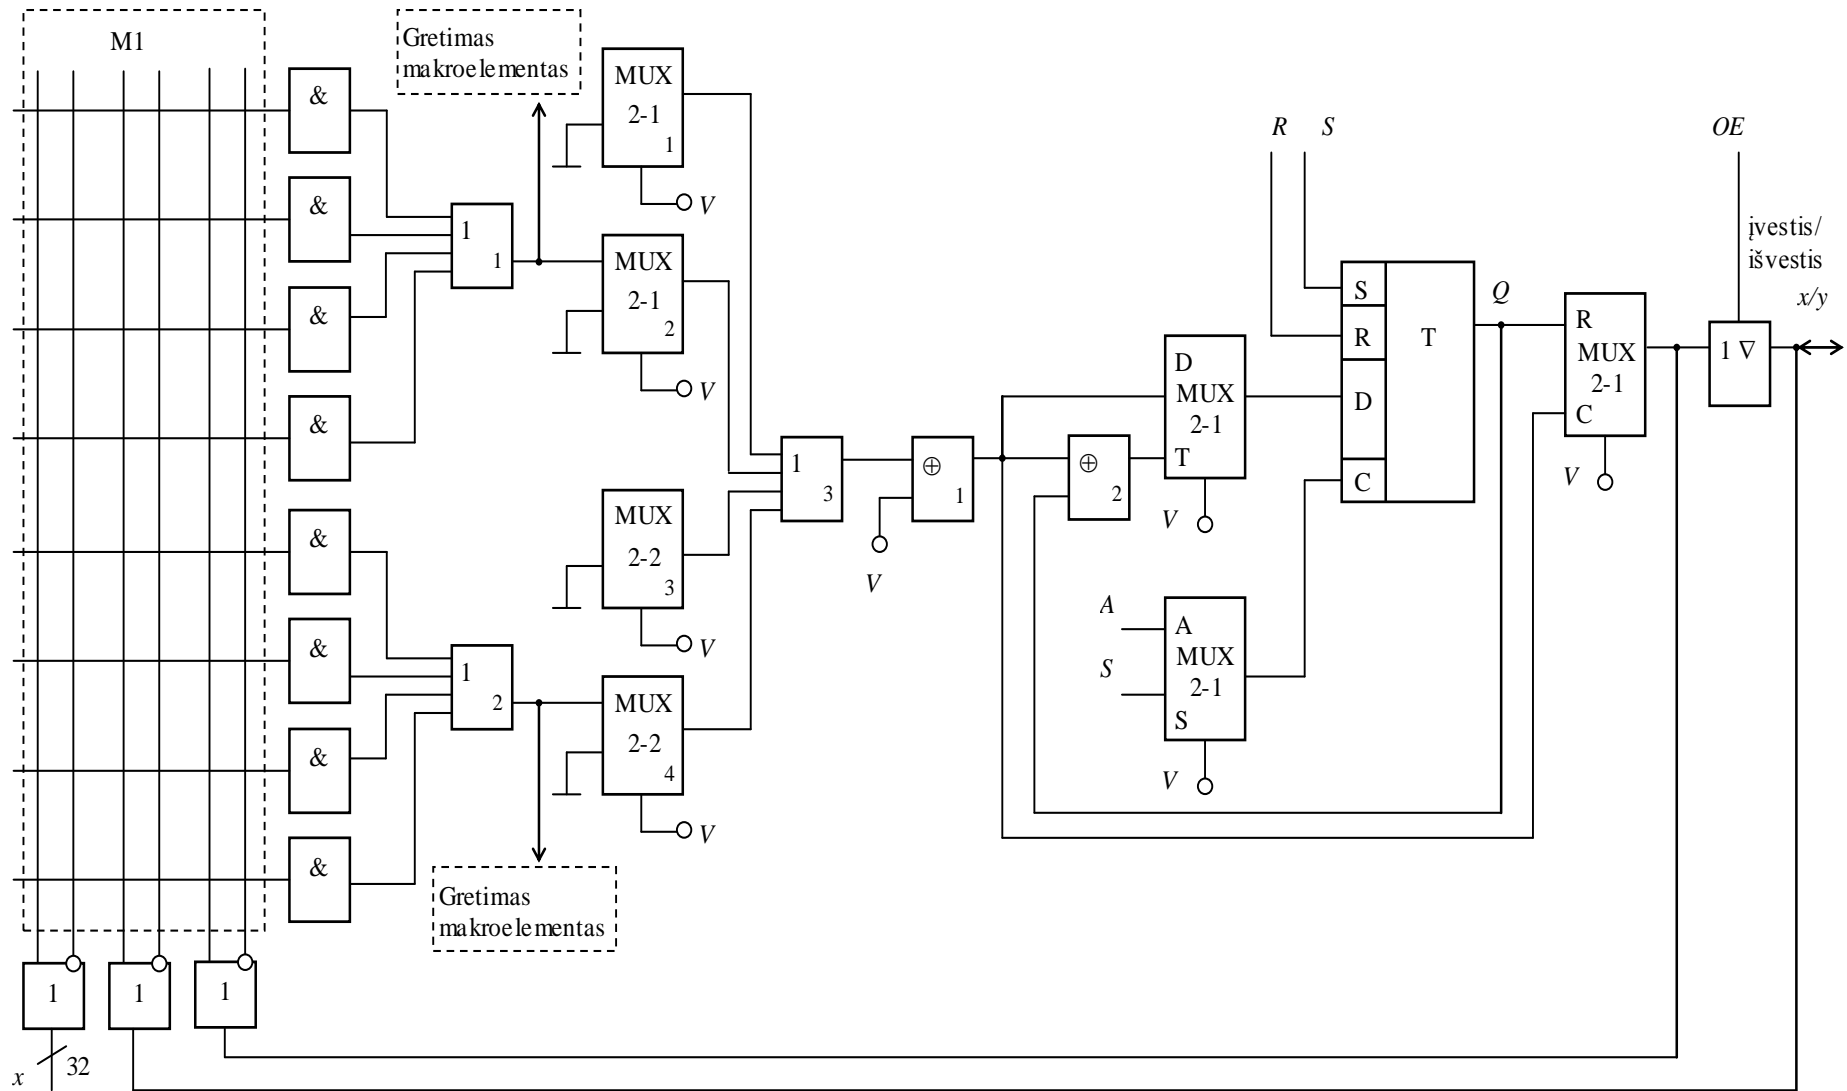 M1
&
&
&
&
&
&
&
&
1
1
1
2
Gretimas
makroelementas
Gretimas
makroelementas
MUX
2-1
1
V
MUX
2-1
2
V
MUX
2-2
3
V
MUX
2-2
4
V
1
3
⊕
1
V
⊕
2
D
MUX
2-1
T
V
A
S
A
MUX
2-1
S
V
R S
S
R
D
C
T
Q
R
MUX
2-1
C
V
OE
įvestis/
išvestis
x/y
1 ∇
1
1
1
x
32